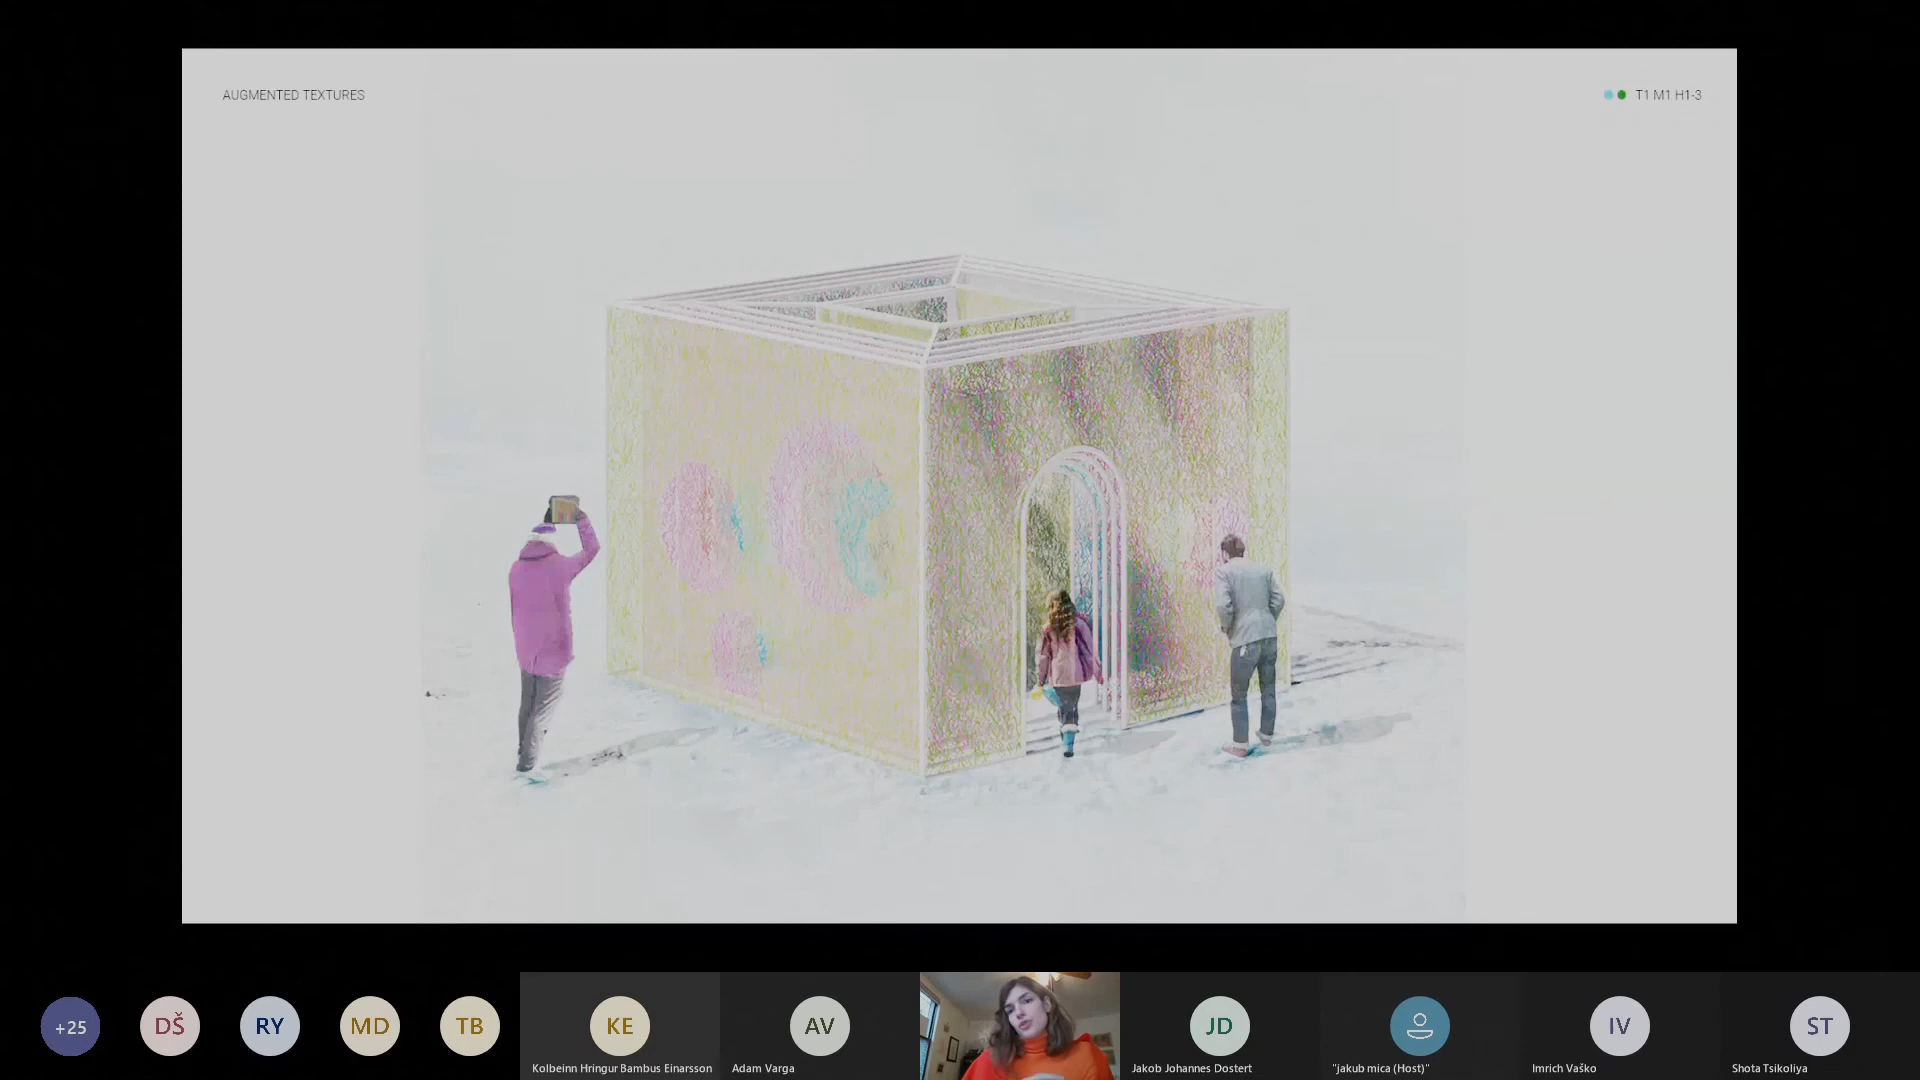 AUGMENTED TEXTURES
T1 M1 H1-3
+25
DŠ
RY
MD
TB
KE
AV
JD
IV
ST
Kolbeinn Hringur Bambus Einarsson
Adam Varga
Jakob Johannes Dostert
"jakub mica (Host)"
Imrich Vaško
Shota Tsikoliya